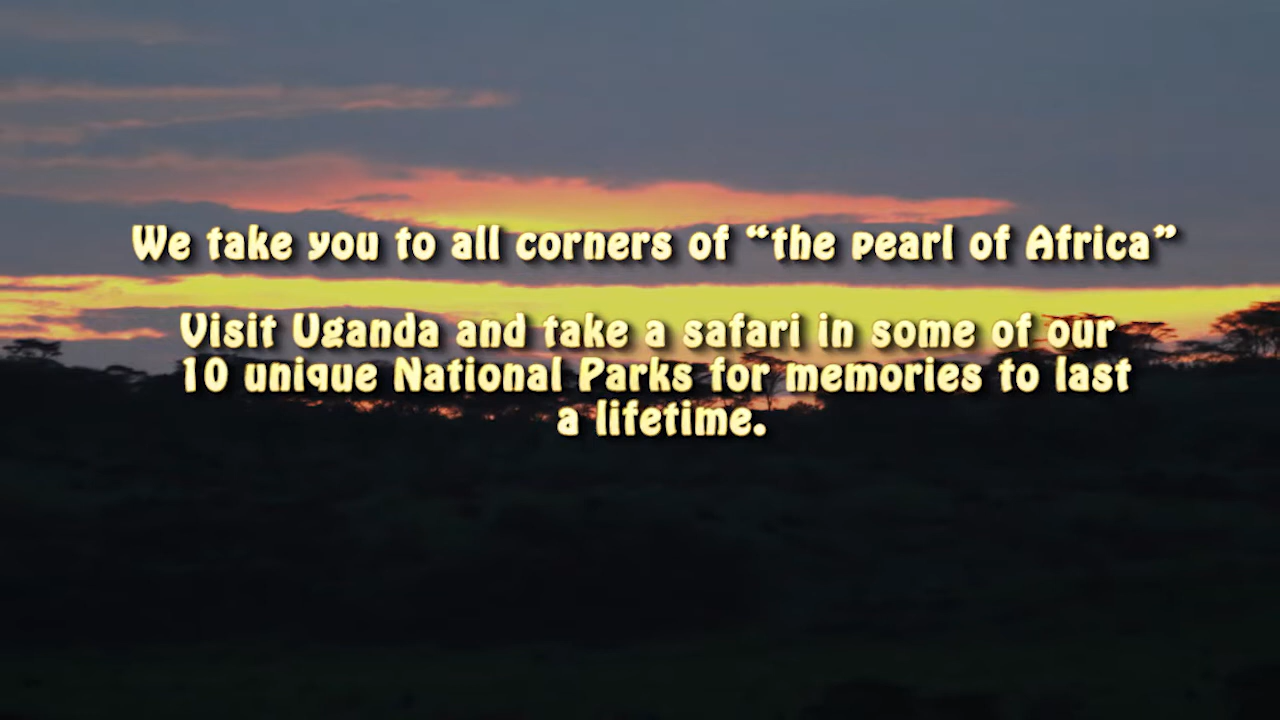 We take you to all corners of “the pearl of Africa”
Visit Uganda and take a safari in some of our
10 unique National Parks for memories to last
a lifetime.